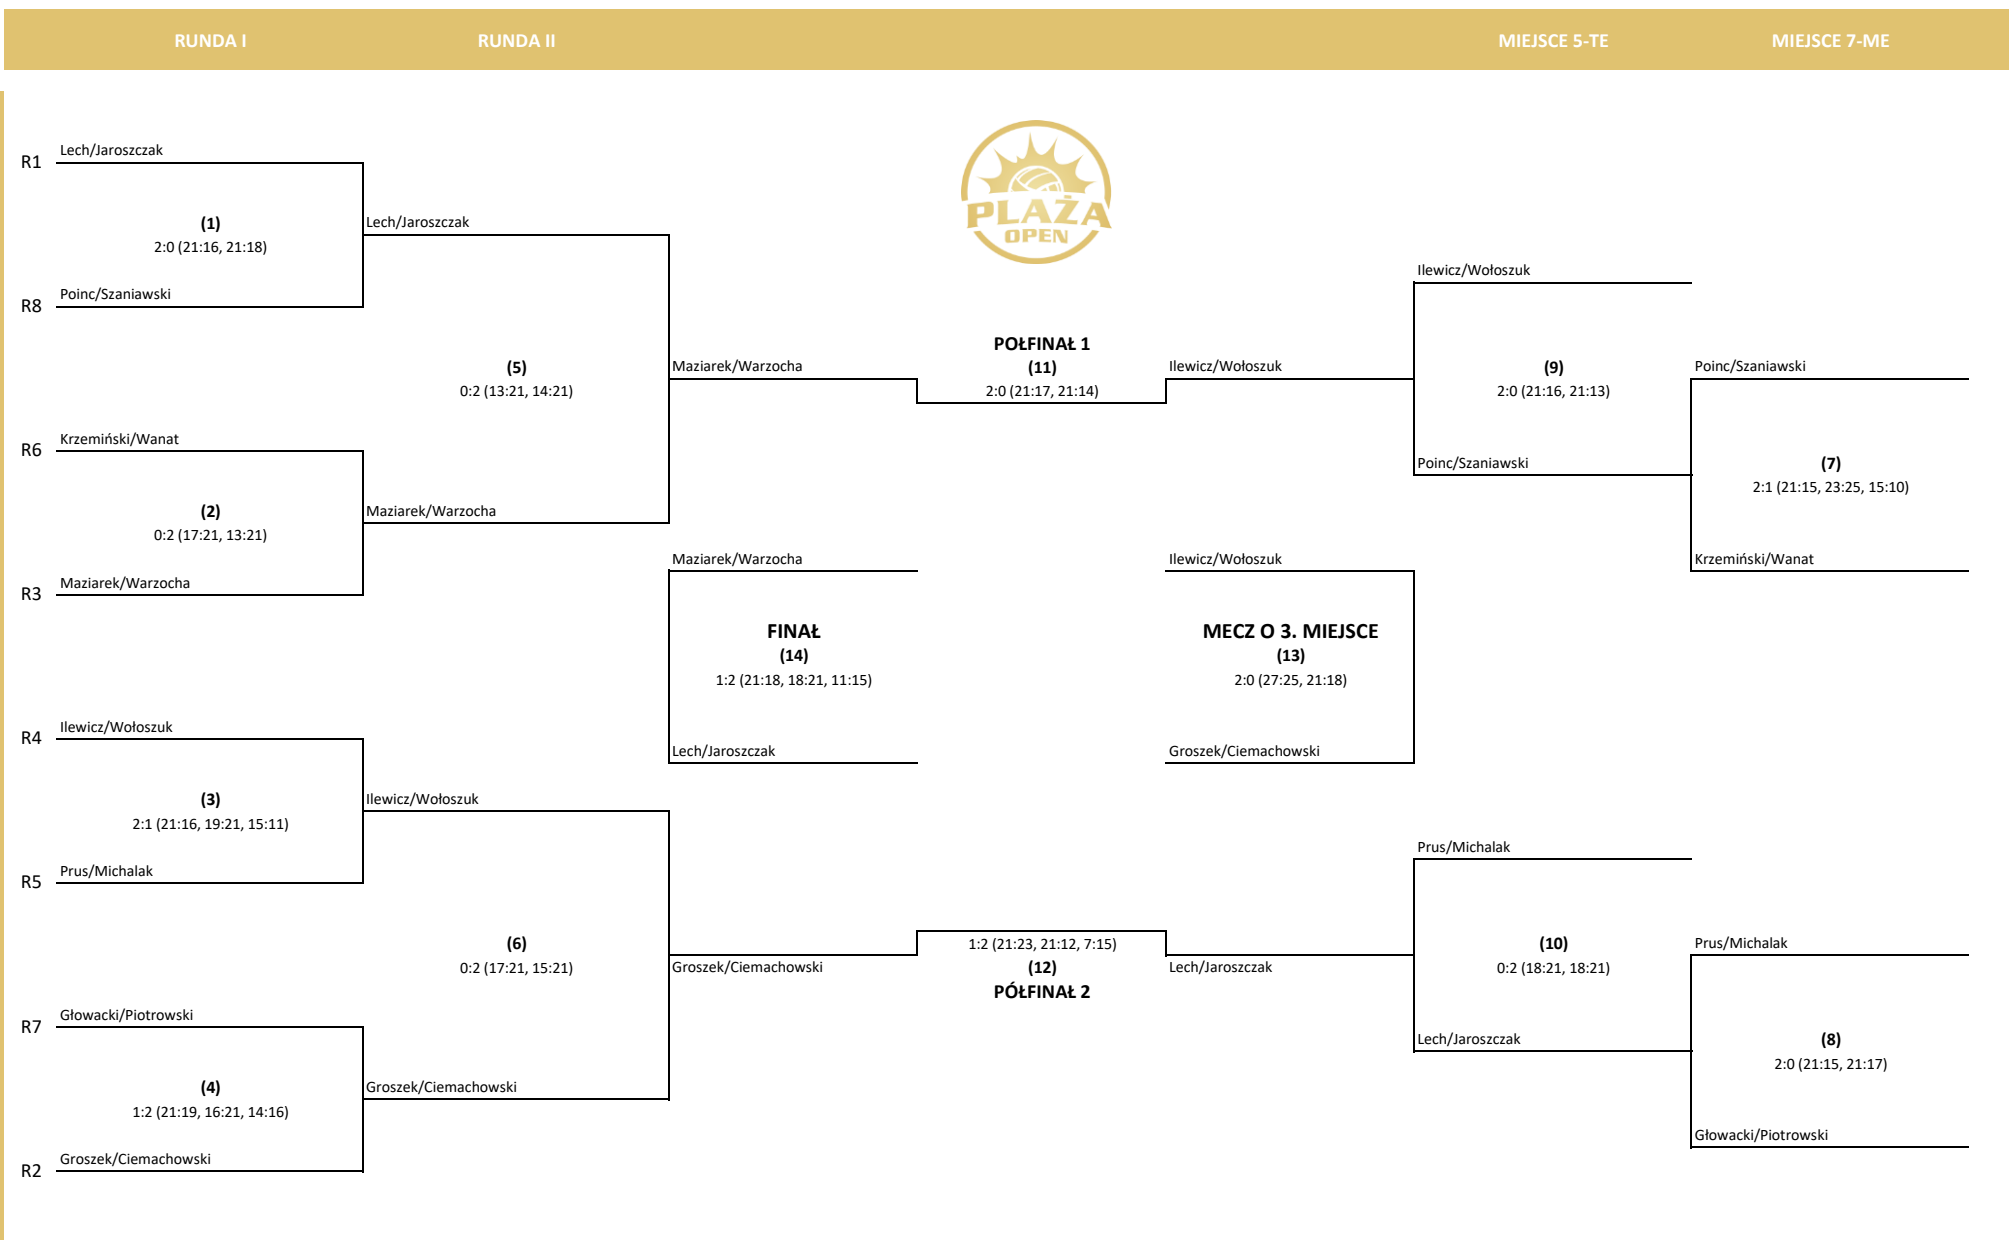 RUNDA I
RUNDA II
MIEJSCE 5-TE
MIEJSCE 7-ME
PLAŻA
OPEN
R1
Lech/Jaroszczak
(1)
2:0 (21:16, 21:18)
R8
Poinc/Szaniawski
R6
Krzemiński/Wanat
(2)
0:2 (17:21, 13:21)
R3
Maziarek/Warzocha
R4
Ilewicz/Wołoszuk
(3)
2:1 (21:16, 19:21, 15:11)
R5
Prus/Michalak
R7
Głowacki/Piotrowski
(4)
1:2 (21:19, 16:21, 14:16)
R2
Groszek/Ciemachowski
Lech/Jaroszczak
(5)
0:2 (13:21, 14:21)
Maziarek/Warzocha
Ilewicz/Wołoszuk
(6)
0:2 (17:21, 15:21)
Groszek/Ciemachowski
Maziarek/Warzocha
POŁFINAŁ 1
(11)
2:0 (21:17, 21:14)
Ilewicz/Wołoszuk
Maziarek/Warzocha
FINAŁ
(14)
1:2 (21:18, 18:21, 11:15)
Lech/Jaroszczak
Ilewicz/Wołoszuk
MECZ O 3. MIEJSCE
(13)
2:0 (27:25, 21:18)
Groszek/Ciemachowski
Groszek/Ciemachowski
1:2 (21:23, 21:12, 7:15)
(12)
PÓŁFINAŁ 2
Lech/Jaroszczak
Ilewicz/Wołoszuk
(9)
2:0 (21:16, 21:13)
Poinc/Szaniawski
Prus/Michalak
(10)
0:2 (18:21, 18:21)
Lech/Jaroszczak
Poinc/Szaniawski
(7)
2:1 (21:15, 23:25, 15:10)
Krzemiński/Wanat
Prus/Michalak
(8)
2:0 (21:15, 21:17)
Głowacki/Piotrowski